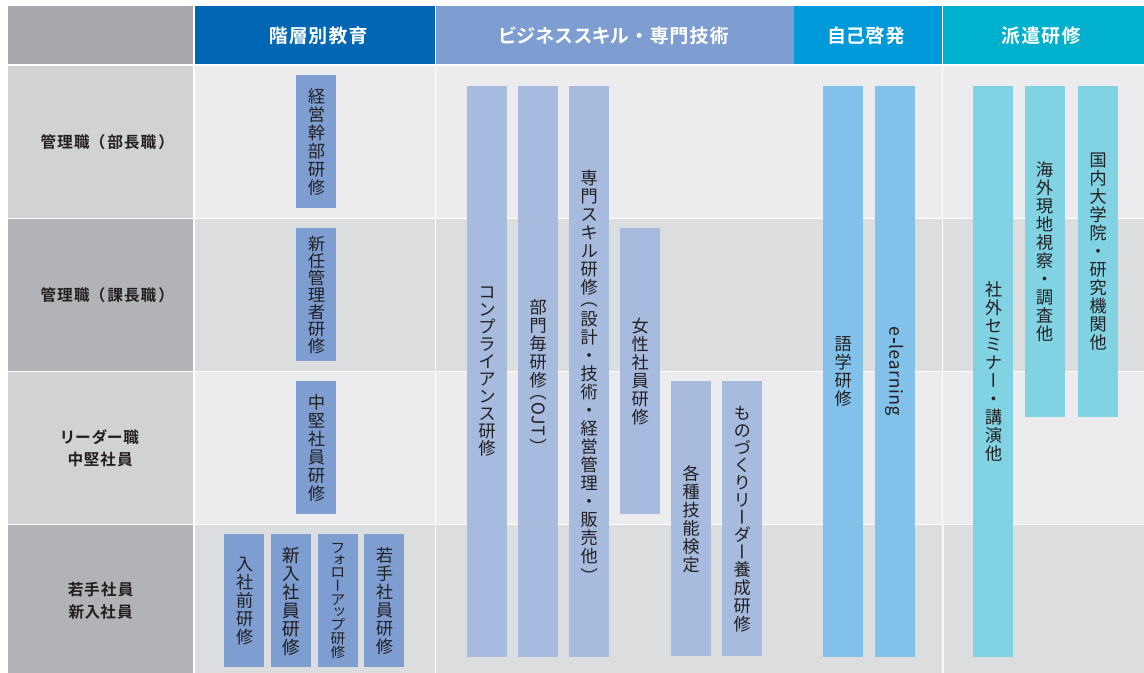 階層別教育
ビジネススキル・専門技術
自己啓発
派遣研修
管理職（部長職）
管理職（課長職）
リーダー職
中堅社員
若手社員
新入社員
経営幹部研修
新任管理者研修
中堅社員研修
入社前研修
新入社員研修
フォローアップ研修
若手社員研修
コンプライアンス研修
部門毎研修（OJT）
専門スキル研修（設計・技術・経営管理・販売他）
女性社員研修
各種技能検定
ものづくりリーダー養成研修
語学研修
e-learning
社外セミナー・講演他
海外現地視察・調査他
国内大学院・研究機関他